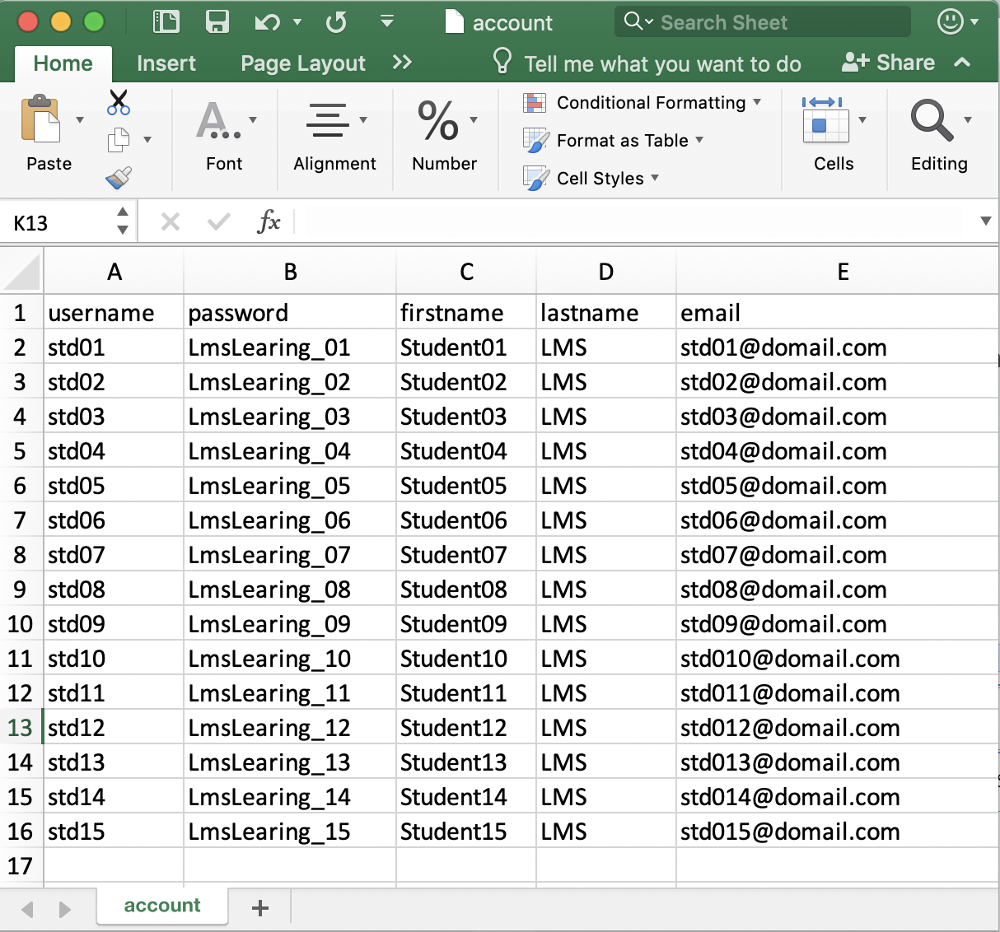 account
Search Sheet
Home Insert Page Layout >> Tell me what you want to do Share
Paste
Font
Alignment
%
Number
Conditional Formatting
Format as Table
Cell Styles
Cells
Editing
K13 fx
A B C D E
1 username password firstname lastname email
2 std01 LmsLearing_01 Student01 LMS std01@domail.com
3 std02 LmsLearing_02 Student02 LMS std02@domail.com
4 std03 LmsLearing_03 Student03 LMS std03@domail.com
5 std04 LmsLearing_04 Student04 LMS std04@domail.com
6 std05 LmsLearing_05 Student05 LMS std05@domail.com
7 std06 LmsLearing_06 Student06 LMS std06@domail.com
8 std07 LmsLearing_07 Student07 LMS std07@domail.com
9 std08 LmsLearing_08 Student08 LMS std08@domail.com
10 std09 LmsLearing_09 Student09 LMS std09@domail.com
11 std10 LmsLearing_10 Student10 LMS std010@domail.com
12 std11 LmsLearing_11 Student11 LMS std011@domail.com
13 std12 LmsLearing_12 Student12 LMS std012@domail.com
14 std13 LmsLearing_13 Student13 LMS std013@domail.com
15 std14 LmsLearing_14 Student14 LMS std014@domail.com
16 std15 LmsLearing_15 Student15 LMS std015@domail.com
17
account +